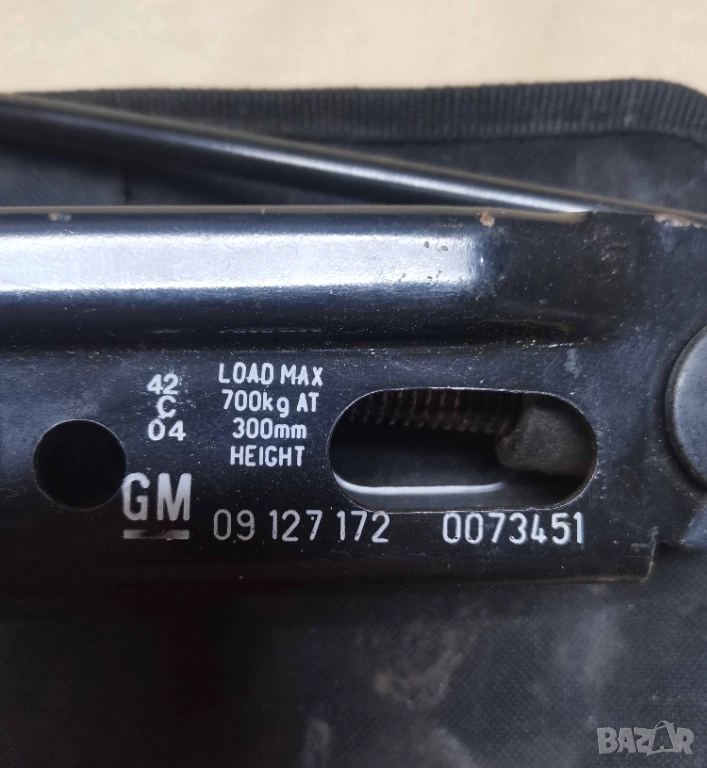 42
C
04
LOAD MAX
700kg AT
300mm
HEIGHT
GM
09 127 172 0073451
BAZAR